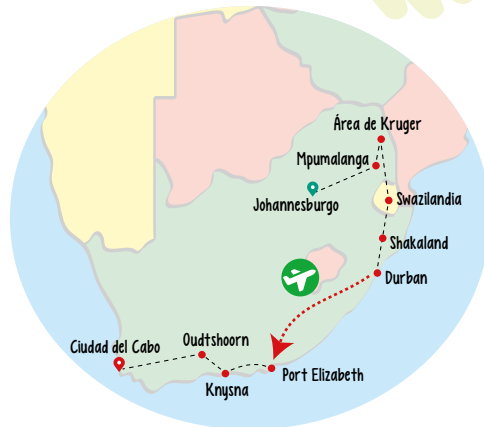 Área de Kruger
Mpumalanga
Johannesburgo
Swazilandia
Shakaland
Durban
Oudtshoorn
Ciudad del Cabo
Port Elizabeth
Knysna